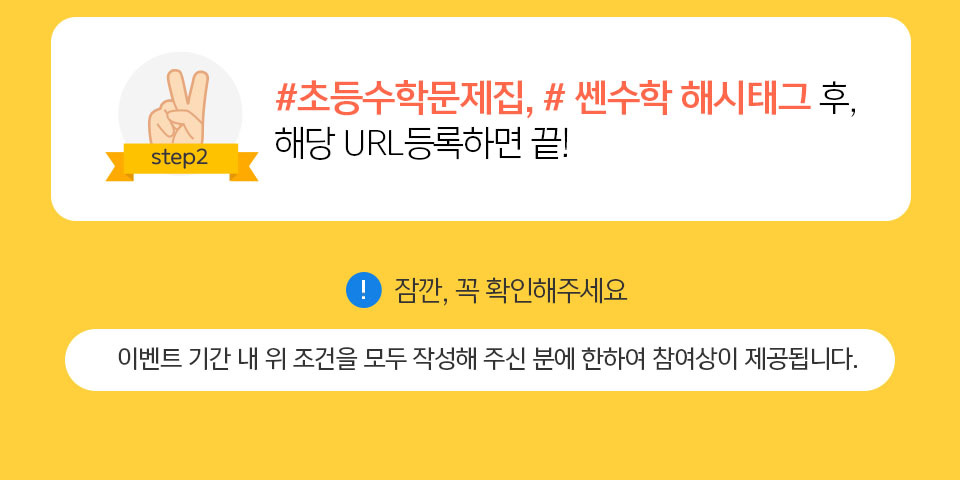 #초등수학문제집, # 쎈수학 해시태그 후,
해당 URL등록하면 끝!
step2
잠깐, 꼭 확인해주세요
이벤트 기간 내 위 조건을 모두 작성해 주신 분에 한하여 참여상이 제공됩니다.